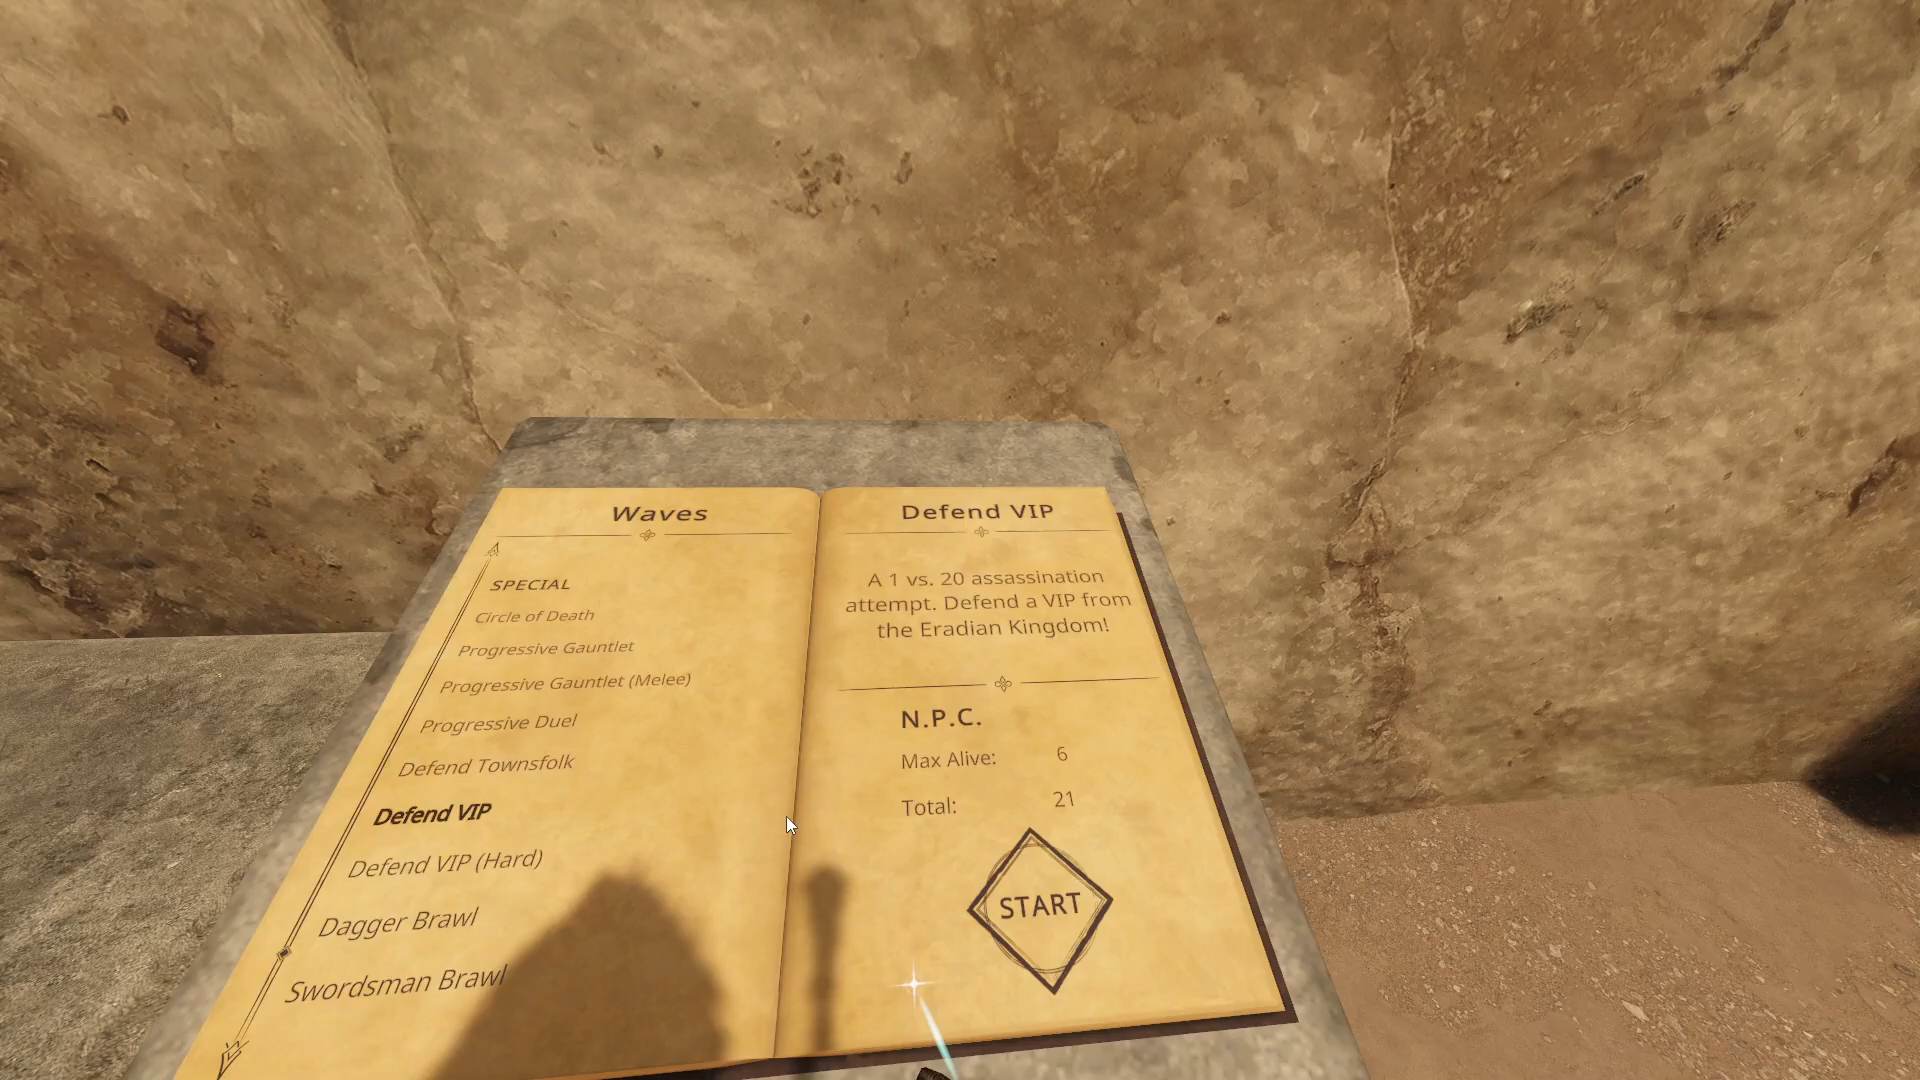 Waves
SPECIAL
Circle of Death
Progressive Gauntlet
Progressive Gauntlet (Melee)
Progressive Duel
Defend Townsfolk
Defend VIP
Defend VIP (Hard)
Dagger Brawl
Swordsman Brawl
Defend VIP
A 1 vs. 20 assassination
attempt. Defend a VIP from
the Eradian Kingdom!
N.P.C.
Max Alive: 6
Total: 21
START